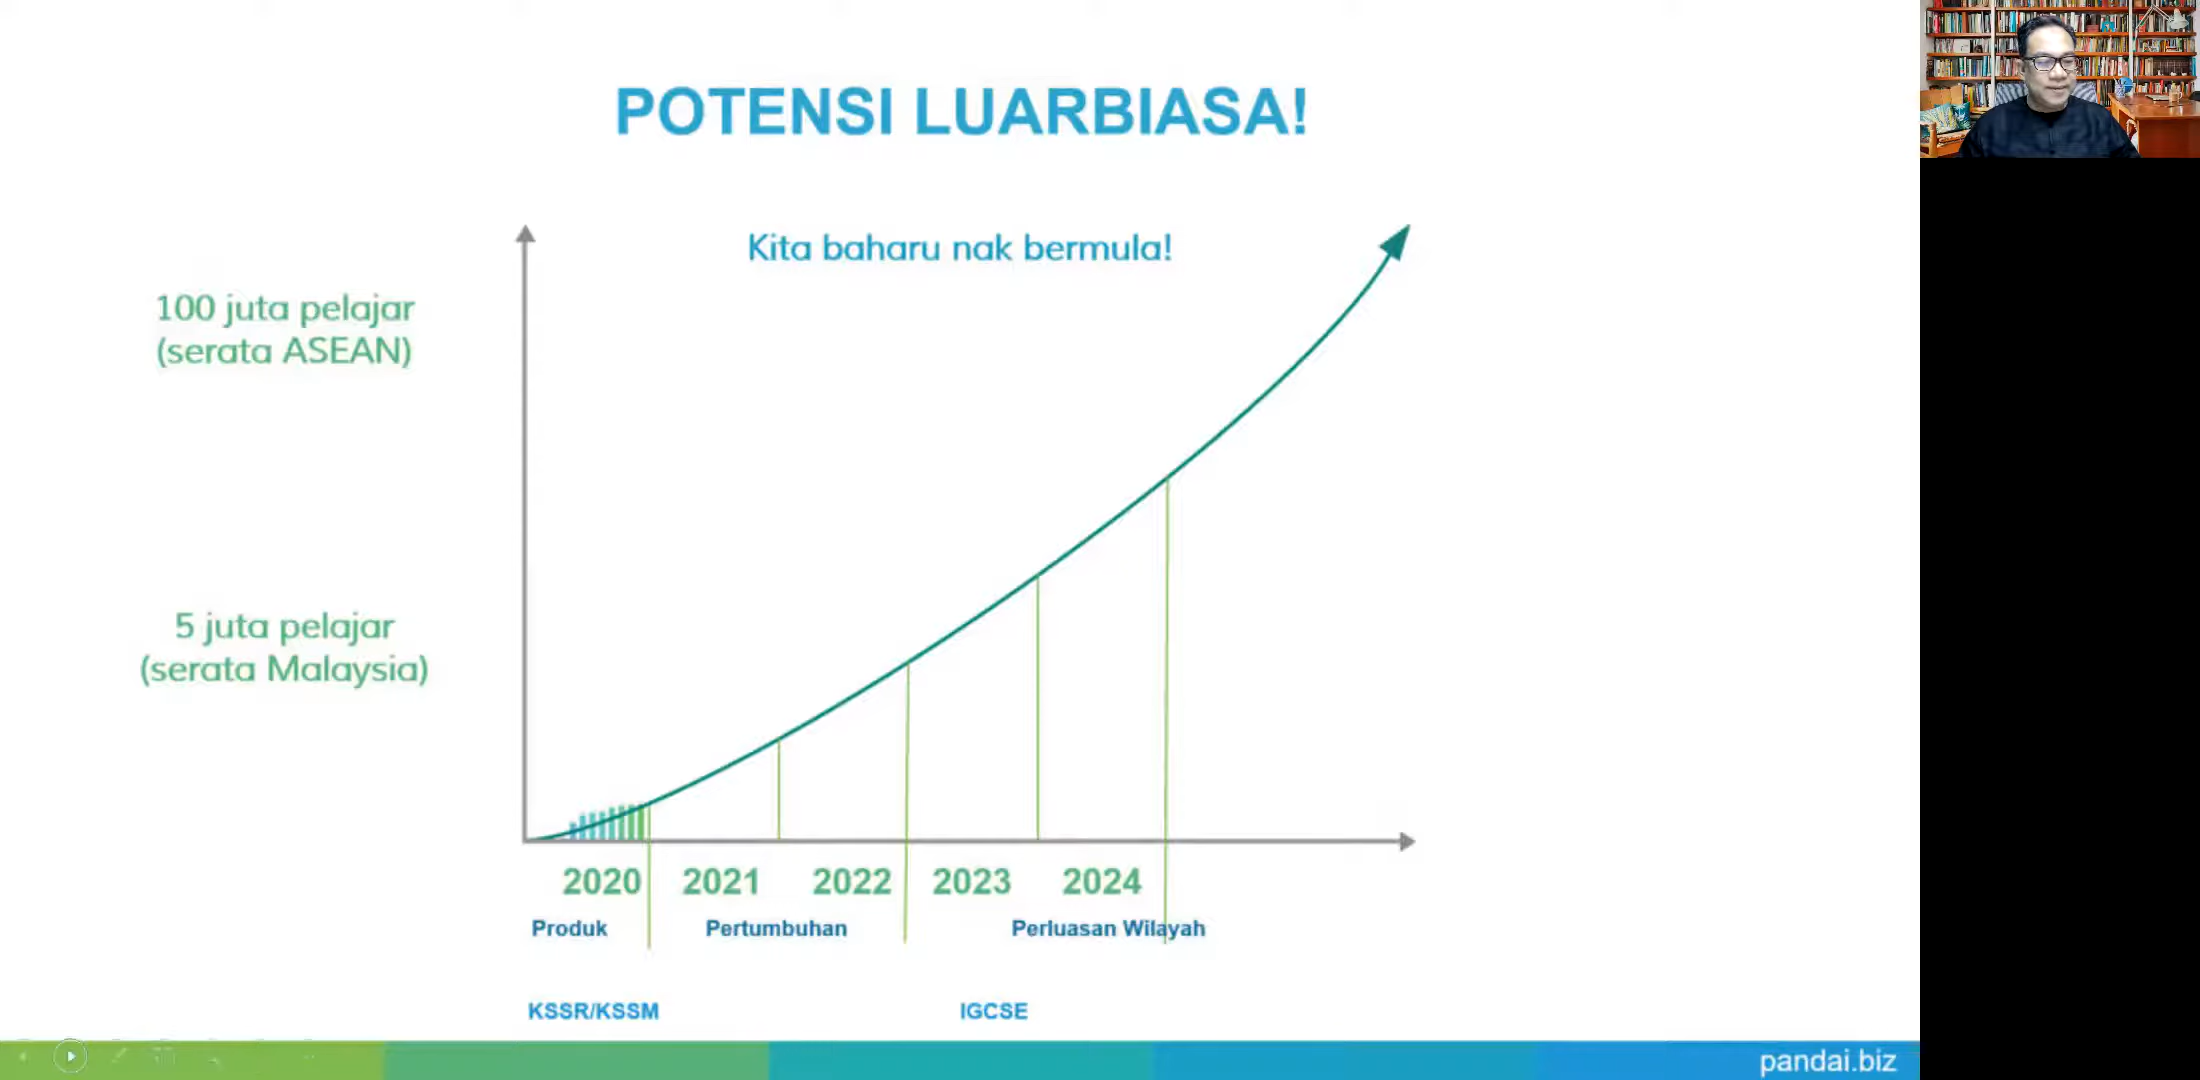 POTENSI LUARBIASA!
Kita baharu nak bermula!
100 juta pelajar
(serata ASEAN)
5 juta pelajar
(serata Malaysia)
2020 2021 2022 2023 2024
Produk Pertumbuhan Perluasan Wilayah
KSSR/KSSM IGCSE
pandai.biz